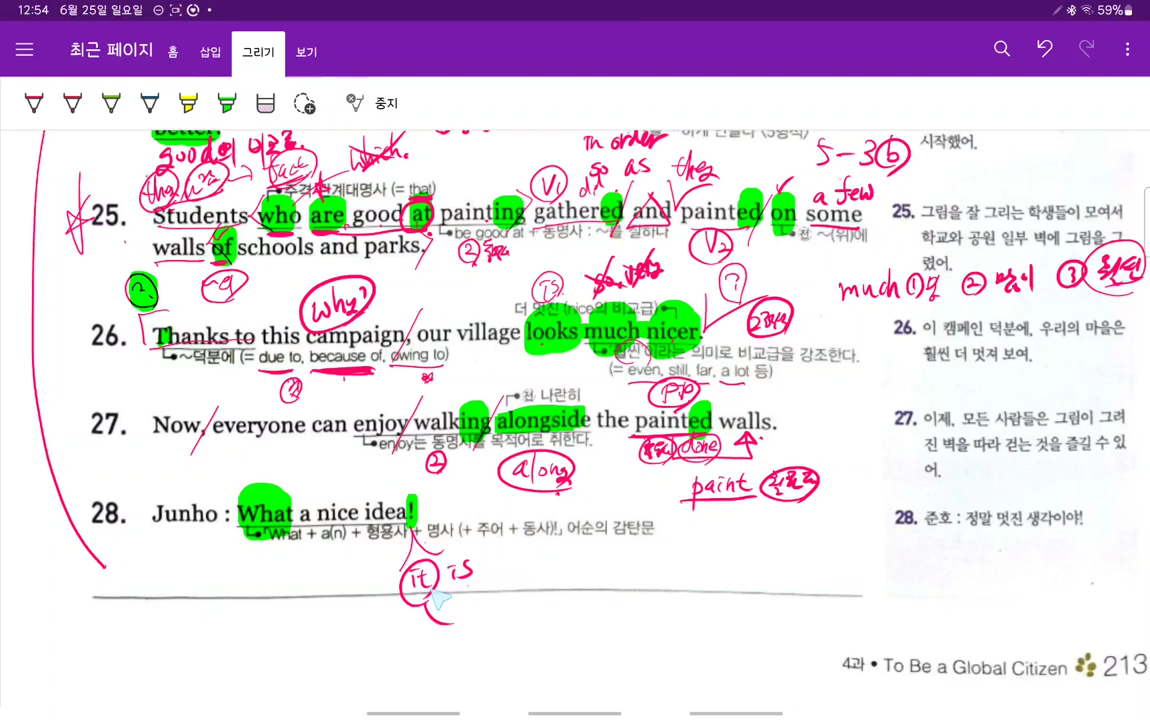 12:54 6월 25일 일요일 59%
최근 페이지 홈 삽입 그리기 보기
중지
better.
시작했어.
good의 비교급
which.
in order
so as they
5-3 ⓑ
a few
주격 관계대명사 (= that)
V₁
25. Students who are good at painting gathered and painted on some
be good at + 동명사 : ~를 잘하다
전 ~(위)에
walls of schools and parks.
V₂
25. 그림을 잘 그리는 학생들이 모여서
학교와 공원 일부 벽에 그림을 그
렸어.
much ① ② 많이 ③ 훨씬
why?
is
더 멋진 (nice의 비교급)
26. Thanks to this campaign, our village looks much nicer.
~덕분에 (= due to, because of, owing to)
'훨씬'이라는 의미로 비교급을 강조한다.
(= even, still, far, a lot 등)
26. 이 캠페인 덕분에, 우리의 마을은
훨씬 더 멋져 보여.
p.p
전 나란히
27. Now, everyone can enjoy walking alongside the painted walls.
enjoy는 동명사를 목적어로 취한다.
②
along
done
paint
27. 이제, 모든 사람들은 그림이 그려
진 벽을 따라 걷는 것을 즐길 수 있
어.
28. Junho : What a nice idea!
「What + a(n) + 형용사 + 명사 (+ 주어 + 동사)!」 어순의 감탄문
it is
28. 준호 : 정말 멋진 생각이야!
4과 • To Be a Global Citizen 213